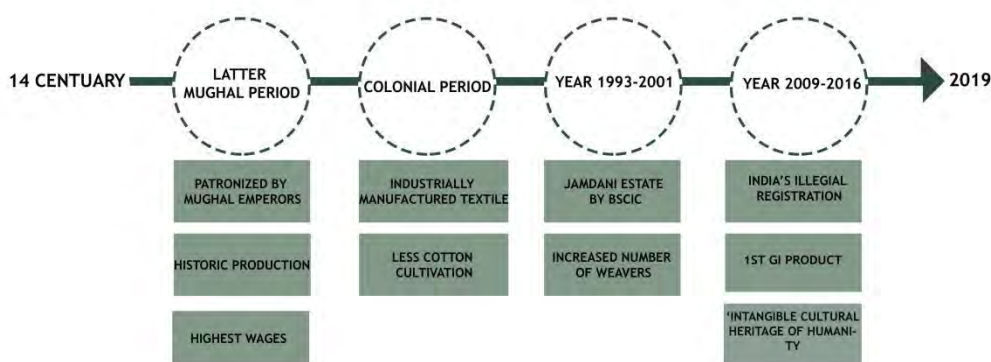 14 CENTUARY
LATTER
MUGHAL PERIOD
COLONIAL PERIOD
YEAR 1993-2001
YEAR 2009-2016
2019
PATRONIZED BY
MUGHAL EMPERORS
HISTORIC PRODUCTION
HIGHEST WAGES
INDUSTRIALLY
MANUFACTURED TEXTILE
LESS COTTON
CULTIVATION
JAMDANI ESTATE
BY BSCIC
INCREASED NUMBER
OF WEAVERS
INDIA'S ILLEGIAL
REGISTRATION
1ST GI PRODUCT
'INTANGIBLE CULTURAL
HERITAGE OF HUMANI-
TY